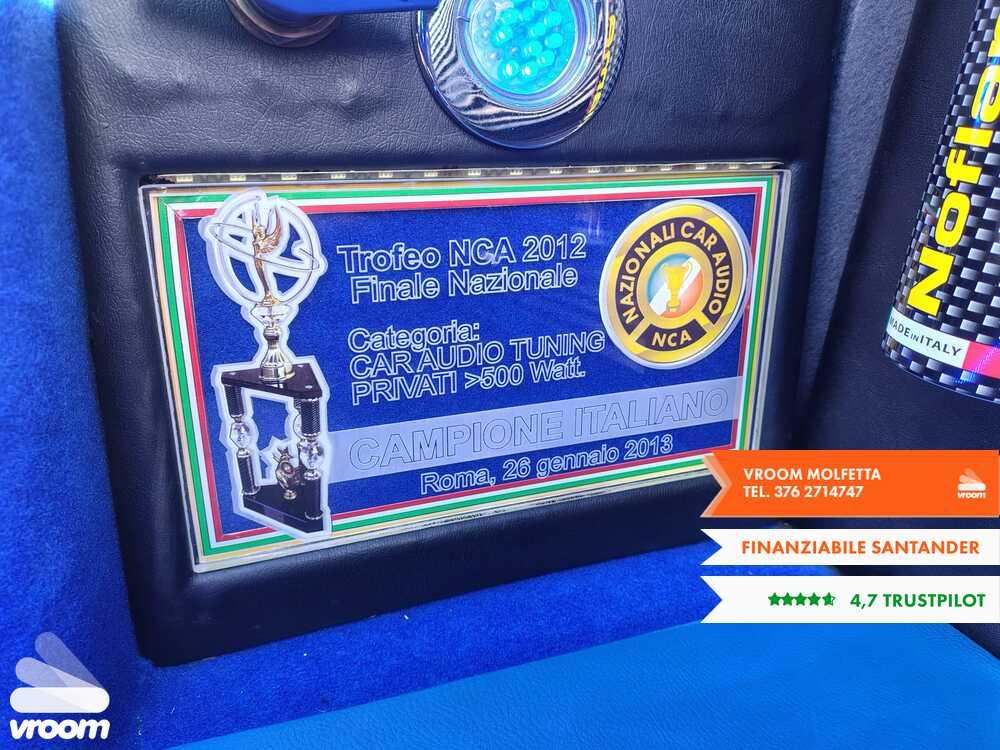 Trofeo NCA 2012
Finale Nazionale
Categoria:
CAR AUDIO TUNING
PRIVATI >500 Watt.
CAMPIONE ITALIANO
Roma, 26 gennaio 2013
NAZIONALI CAR AUDIO
NCA
MADE IN ITALY
VROOM MOLFETTA
TEL. 376 2714747
vroom
FINANZIABILE SANTANDER
4,7 TRUSTPILOT
vroom